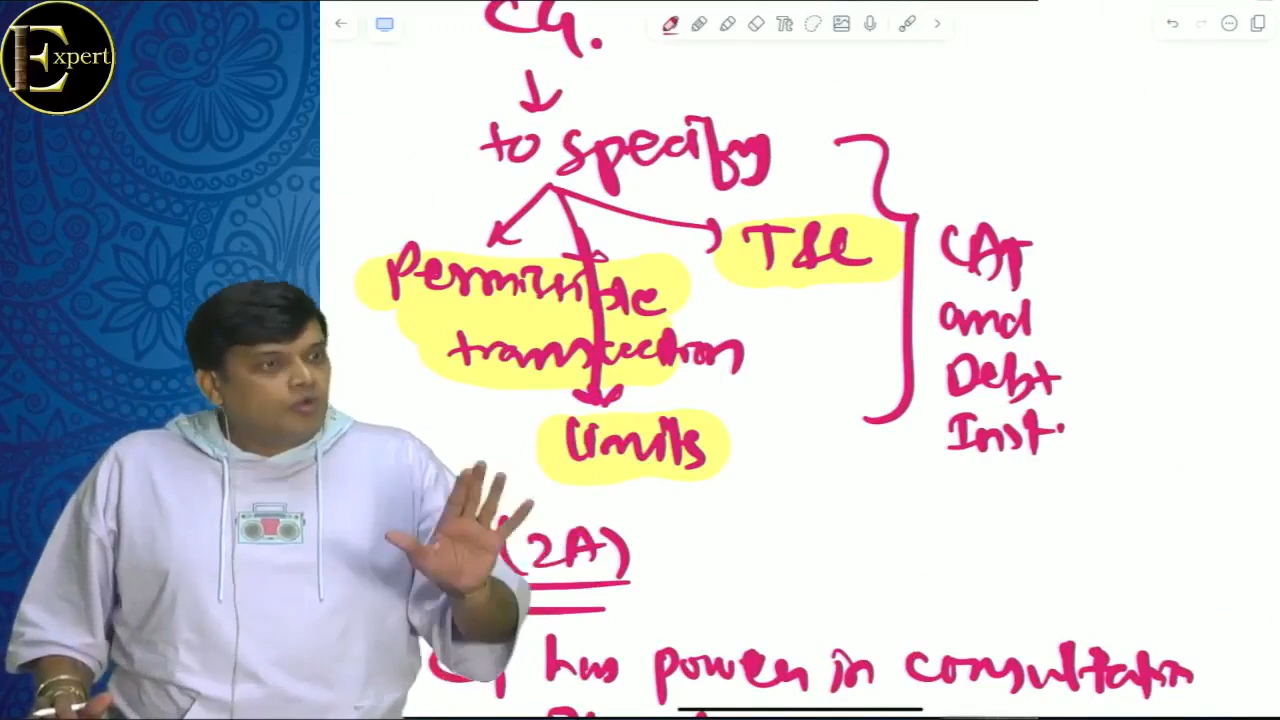 Expert
CG.
to specify
TSE
Permissible
transaction
limits
CAT
and
Debt
Inst.
(2A)
has power in consultation